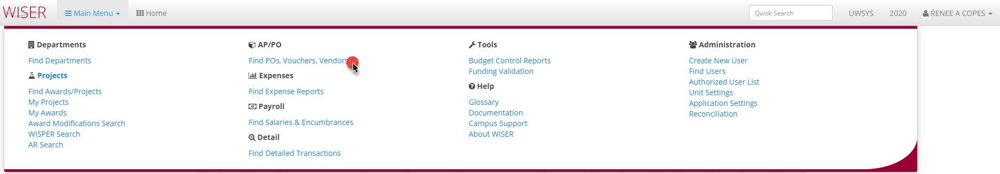 WISER Main Menu Home Quick Search UWSYS 2020 RENEE A COPES
Departments
Find Departments
Projects
Find Awards/Projects
My Projects
My Awards
Award Modifications Search
WISPER Search
AR Search
AP/PO
Find POs, Vouchers, Vendors
Expenses
Find Expense Reports
Payroll
Find Salaries & Encumbrances
Detail
Find Detailed Transactions
Tools
Budget Control Reports
Funding Validation
Help
Glossary
Documentation
Campus Support
About WISER
Administration
Create New User
Find Users
Authorized User List
Unit Settings
Application Settings
Reconciliation